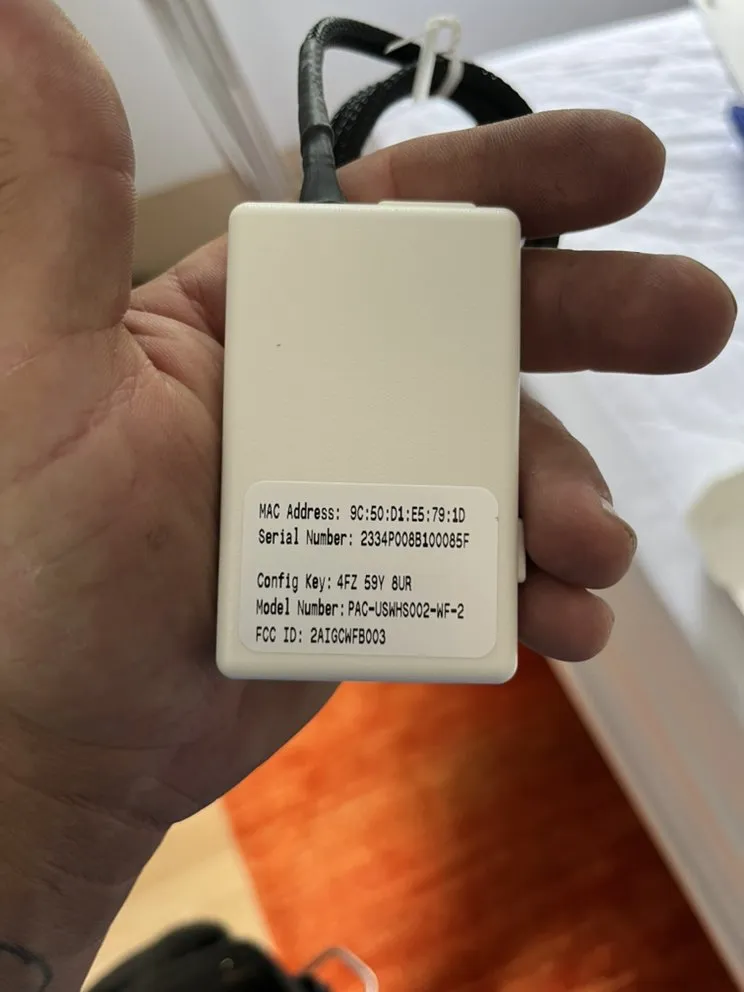 MAC Address: 9C:50:D1:E5:79:1D
Serial Number: 2334P008B100085F
Config Key: 4FZ 59Y 8UR
Model Number: PAC-USWHS002-WF-2
FCC ID: 2AIGCWFB003